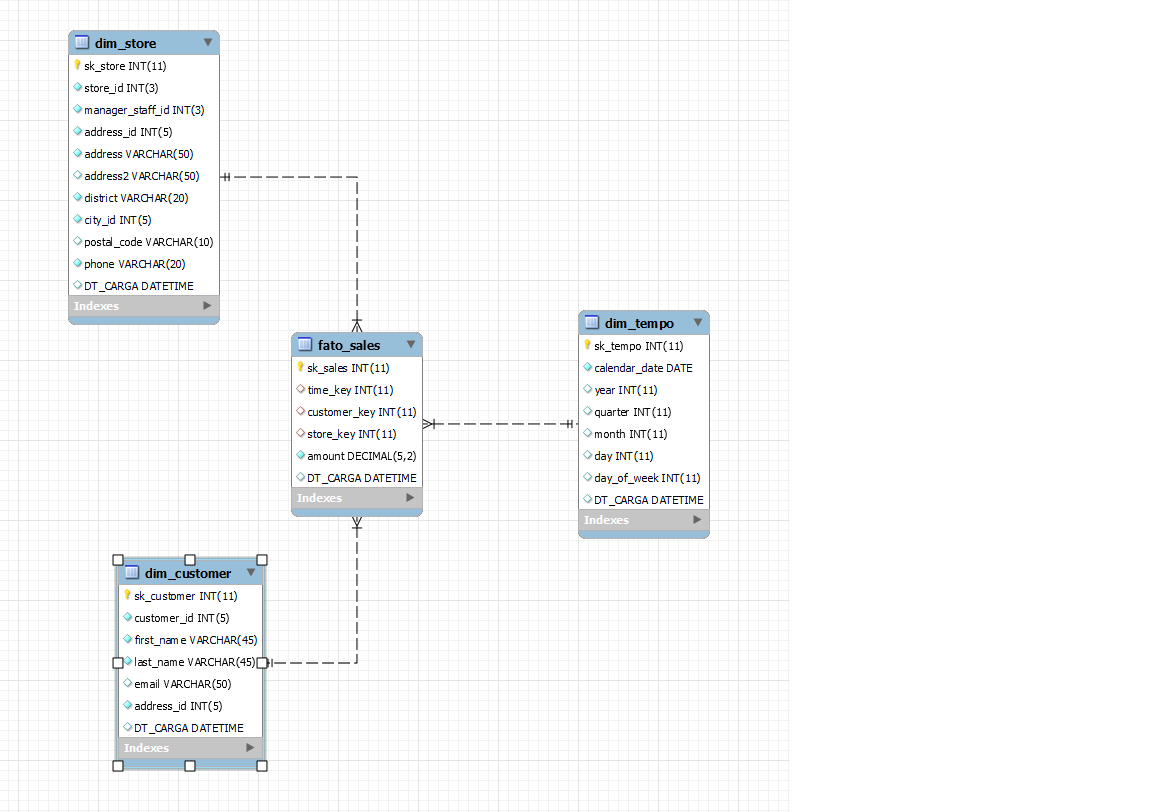 dim_store
sk_store INT(11)
store_id INT(3)
manager_staff_id INT(3)
address_id INT(5)
address VARCHAR(50)
address2 VARCHAR(50)
district VARCHAR(20)
city_id INT(5)
postal_code VARCHAR(10)
phone VARCHAR(20)
DT_CARGA DATETIME
Indexes
fato_sales
sk_sales INT(11)
time_key INT(11)
customer_key INT(11)
store_key INT(11)
amount DECIMAL(5,2)
DT_CARGA DATETIME
Indexes
dim_tempo
sk_tempo INT(11)
calendar_date DATE
year INT(11)
quarter INT(11)
month INT(11)
day INT(11)
day_of_week INT(11)
DT_CARGA DATETIME
Indexes
dim_customer
sk_customer INT(11)
customer_id INT(5)
first_name VARCHAR(45)
last_name VARCHAR(45)
email VARCHAR(50)
address_id INT(5)
DT_CARGA DATETIME
Indexes